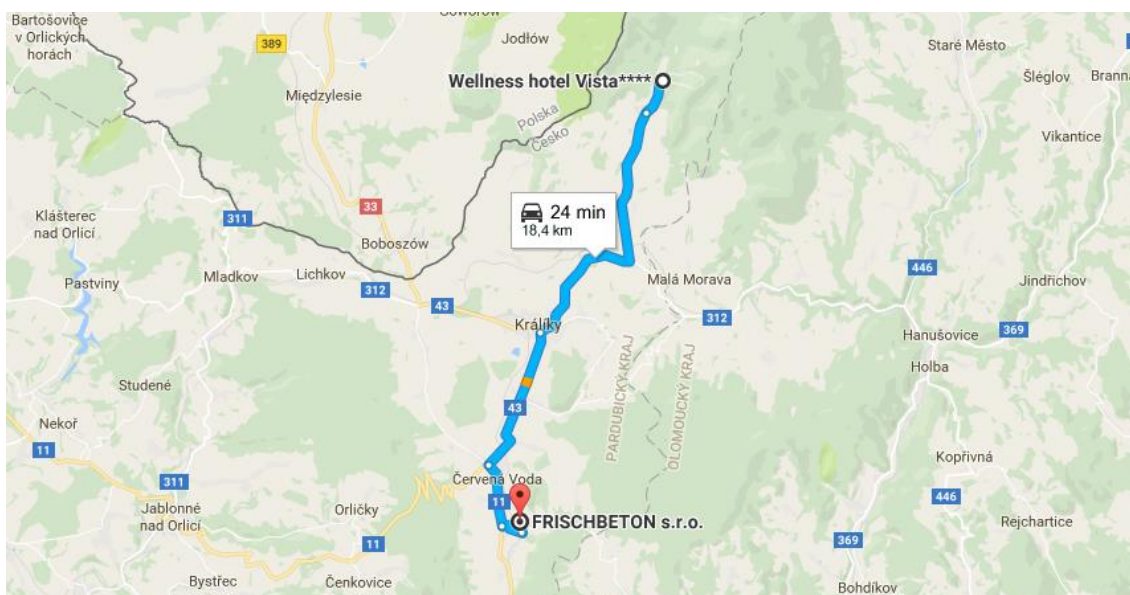 Bartošovice
v Orlických
horách
389
Jodłów
Międzylesie
Staré Město
Šléglov
Branná
Vikantice
Wellness hotel Vista****
Polska
Česko
24 min
18,4 km
33
311
Klášterec
nad Orlicí
Boboszów
Pastviny
Mladkov
Lichkov
312
43
Malá Morava
446
Jindřichov
312
Králíky
Hanušovice
369
Holba
Studené
43
PARDUBICKÝ KRAJ
OLOMOUCKÝ KRAJ
Nekoř
11
311
Červená Voda
Kopřivná
446
Jablonné
nad Orlicí
Orličky
11
FRISCHBETON s.r.o.
Rejchartice
11
369
Bystřec
Čenkovice
Bohdíkov